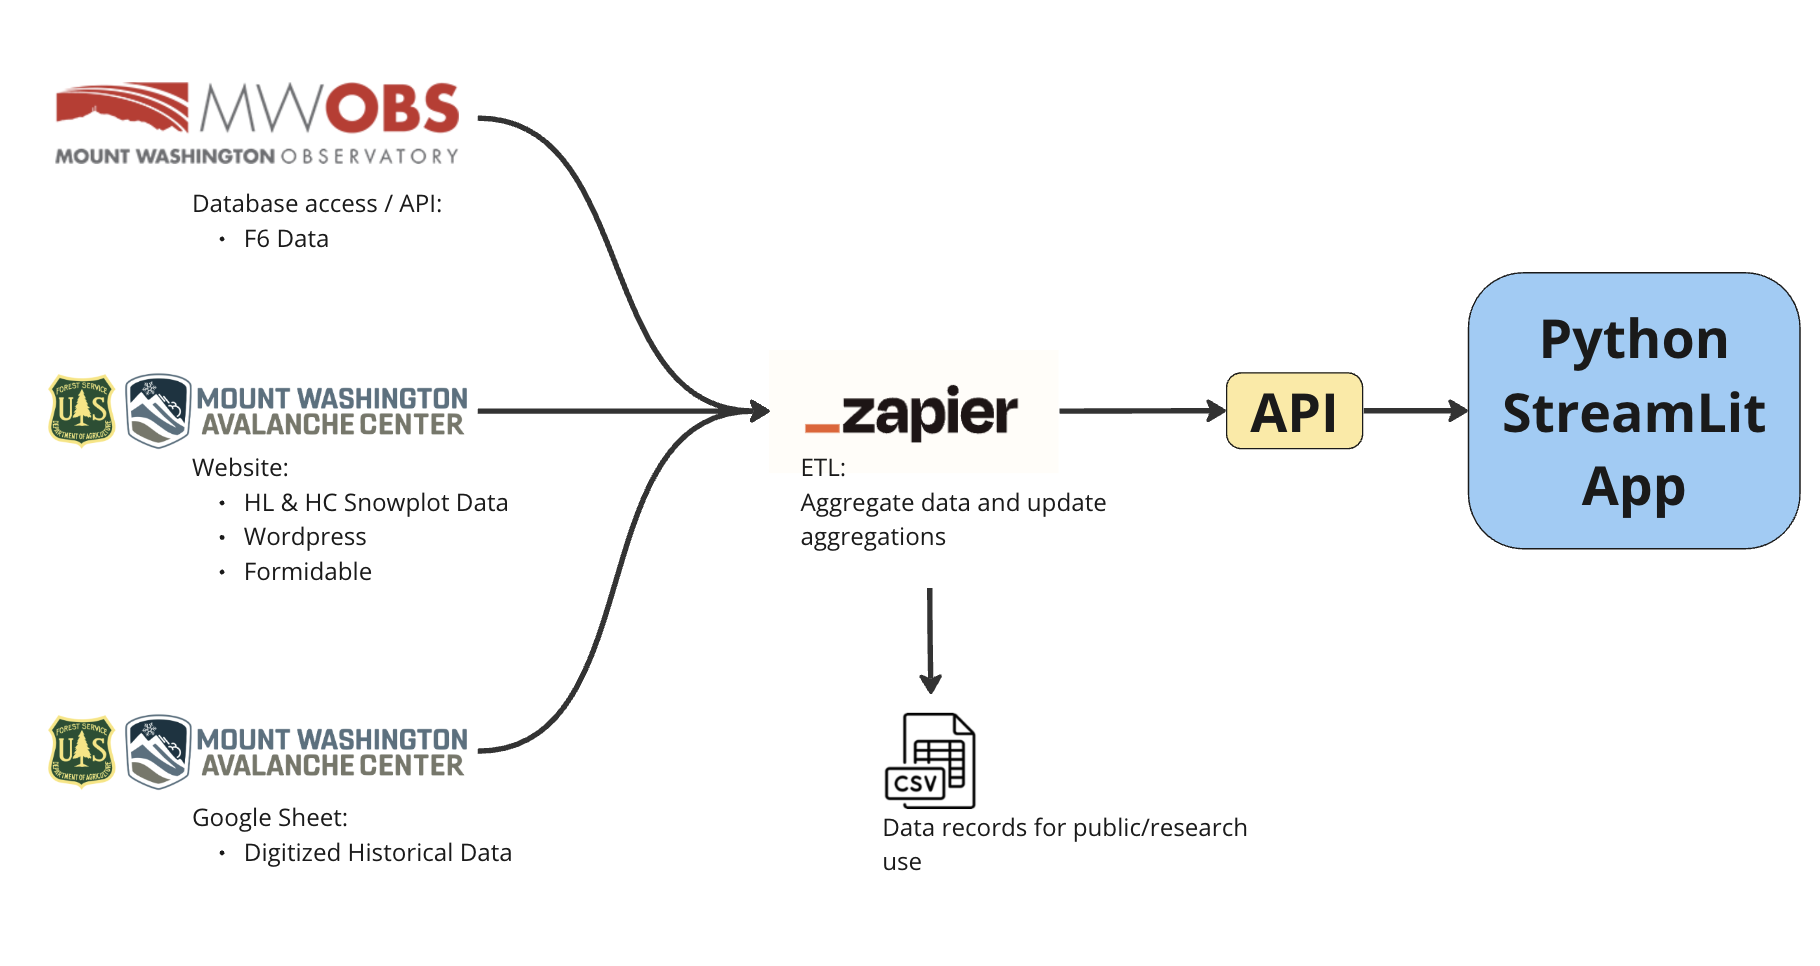 MWOBS
MOUNT WASHINGTON OBSERVATORY
Database access / API:
• F6 Data
FOREST SERVICE
UAS
DEPARTMENT OF AGRICULTURE
MOUNT WASHINGTON
AVALANCHE CENTER
Website:
• HL & HC Snowplot Data
• Wordpress
• Formidable
FOREST SERVICE
UAS
DEPARTMENT OF AGRICULTURE
MOUNT WASHINGTON
AVALANCHE CENTER
Google Sheet:
• Digitized Historical Data
_zapier
ETL:
Aggregate data and update
aggregations
CSV
Data records for public/research
use
API
Python
StreamLit
App